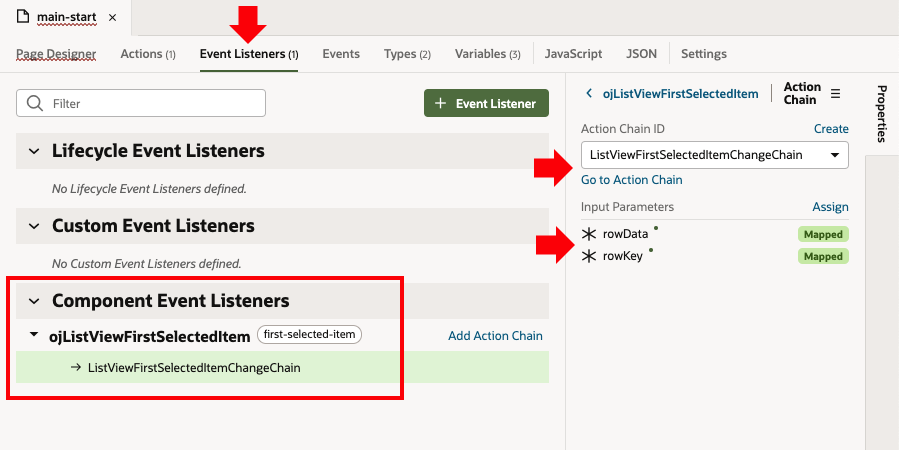 main-start ×
Page Designer Actions (1) Event Listeners (1) Events Types (2) Variables (3) JavaScript JSON Settings
Filter
+ Event Listener
Lifecycle Event Listeners
No Lifecycle Event Listeners defined.
Custom Event Listeners
No Custom Event Listeners defined.
Component Event Listeners
ojListViewFirstSelectedItem first-selected-item Add Action Chain
→ ListViewFirstSelectedItemChangeChain
ojListViewFirstSelectedItem
Action
Chain
Action Chain ID Create
ListViewFirstSelectedItemChangeChain
Go to Action Chain
Input Parameters Assign
rowData Mapped
rowKey Mapped
Properties